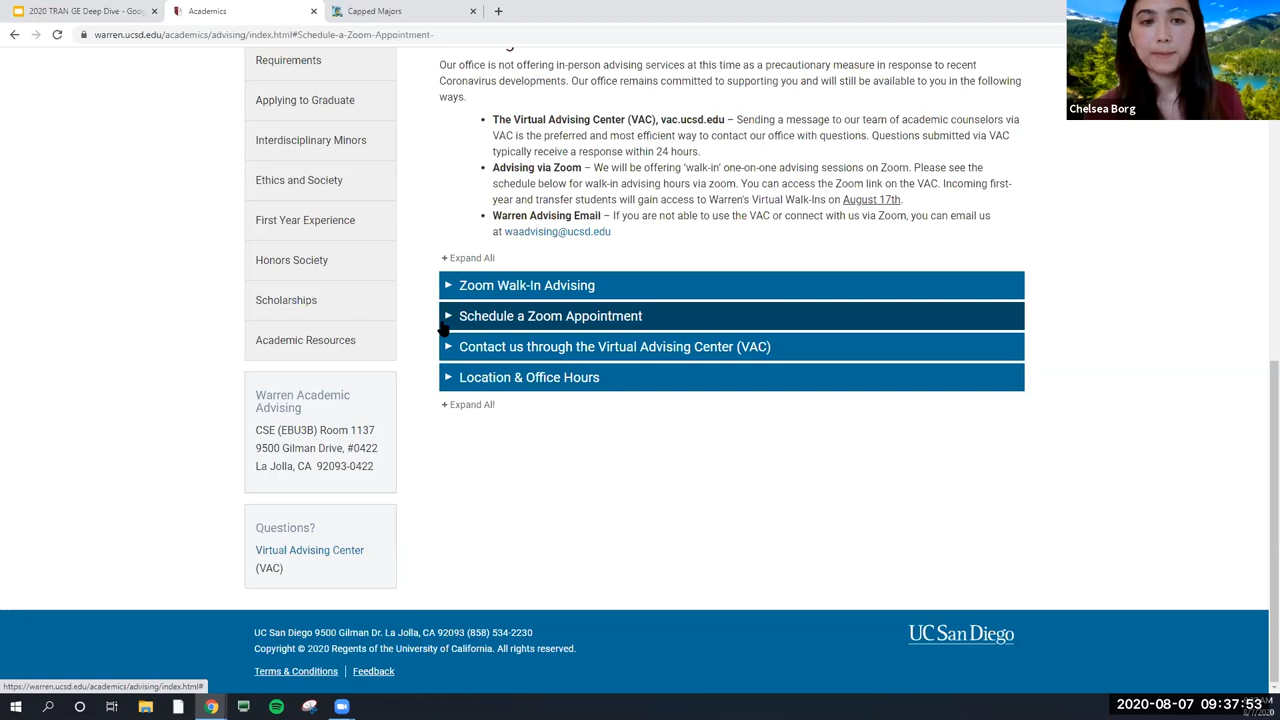 2020 TRAN GE Deep Dive - Goog
Academics
Capped Majors
warren.ucsd.edu/academics/advising/index.html#Schedule-a-Zoom-Appointment-
Chelsea Borg
Requirements
Applying to Graduate
Interdisciplinary Minors
Ethics and Society
First Year Experience
Honors Society
Scholarships
Academic Resources
Warren Academic
Advising
CSE (EBU3B) Room 1137
9500 Gilman Drive, #0422
La Jolla, CA 92093-0422
Questions?
Virtual Advising Center
(VAC)
Our office is not offering in-person advising services at this time as a precautionary measure in response to recent
Coronavirus developments. Our office remains committed to supporting you and will still be available to you in the following
ways.
• The Virtual Advising Center (VAC), vac.ucsd.edu – Sending a message to our team of academic counselors via
VAC is the preferred and most efficient way to contact our office with questions. Questions submitted via VAC
typically receive a response within 24 hours.
• Advising via Zoom – We will be offering 'walk-in' one-on-one advising sessions on Zoom. Please see the
schedule below for walk-in advising hours via zoom. You can access the Zoom link on the VAC. Incoming first-
year and transfer students will gain access to Warren's Virtual Walk-Ins on August 17th.
• Warren Advising Email – If you are not able to use the VAC or connect with us via Zoom, you can email us
at waadvising@ucsd.edu
+ Expand All
Zoom Walk-In Advising
Schedule a Zoom Appointment
Contact us through the Virtual Advising Center (VAC)
Location & Office Hours
+ Expand All
UC San Diego 9500 Gilman Dr. La Jolla, CA 92093 (858) 534-2230
Copyright © 2020 Regents of the University of California. All rights reserved.
Terms & Conditions | Feedback
UC San Diego
https://warren.ucsd.edu/academics/advising/index.html#
2020-08-07 09:37:53